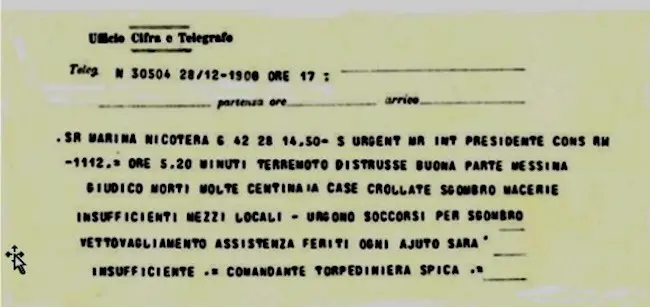 Ufficio Cifra e Telegrafo
Teleg. N 30504 28/12-1908 ORE 17 :
partenza ore arrivo
.SR MARINA NICOTERA 6 42 28 14.50- S URGENT MR INT PRESIDENTE CONS RM
-1112.= ORE 5.20 MINUTI TERREMOTO DISTRUSSE BUONA PARTE MESSINA
GIUDICO MORTI MOLTE CENTINAIA CASE CROLLATE SGOMBRO MACERIE
INSUFFICIENTI MEZZI LOCALI - URGONO SOCCORSI PER SGOMBRO
VETTOVAGLIAMENTO ASSISTENZA FERITI OGNI AJUTO SARA'
INSUFFICIENTE .= COMANDANTE TORPEDINIERA SPICA .=